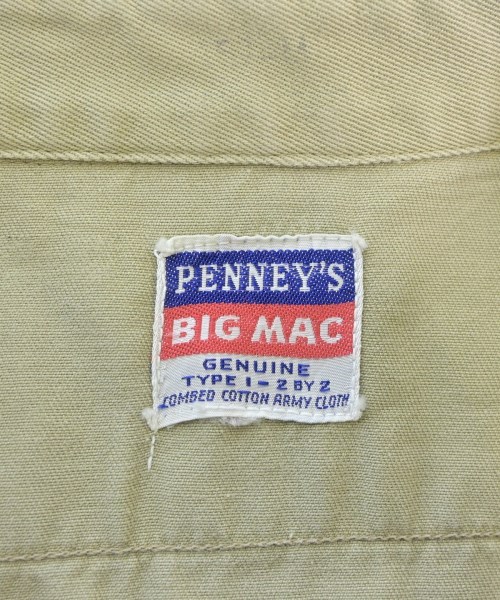 PENNEY'S
BIG MAC
GENUINE
TYPE 1-2 BY 2
COMBED COTTON ARMY CLOTH